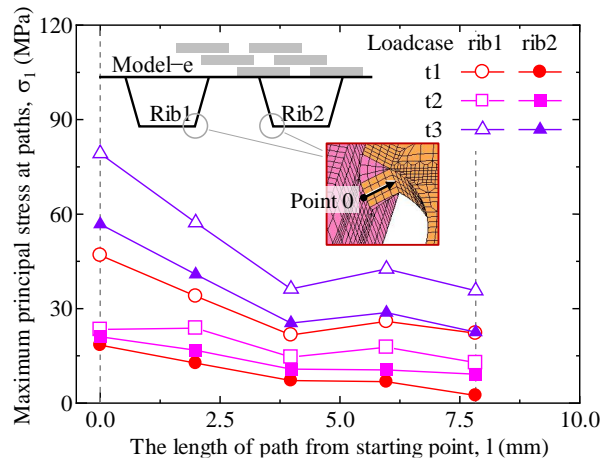 120
90
60
30
0
Maximum principal stress at paths, σ₁ (MPa)
Loadcase rib1 rib2
t1
t2
t3
Model−e
Rib1
Rib2
Point 0
0.0 2.5 5.0 7.5 10.0
The length of path from starting point, l (mm)